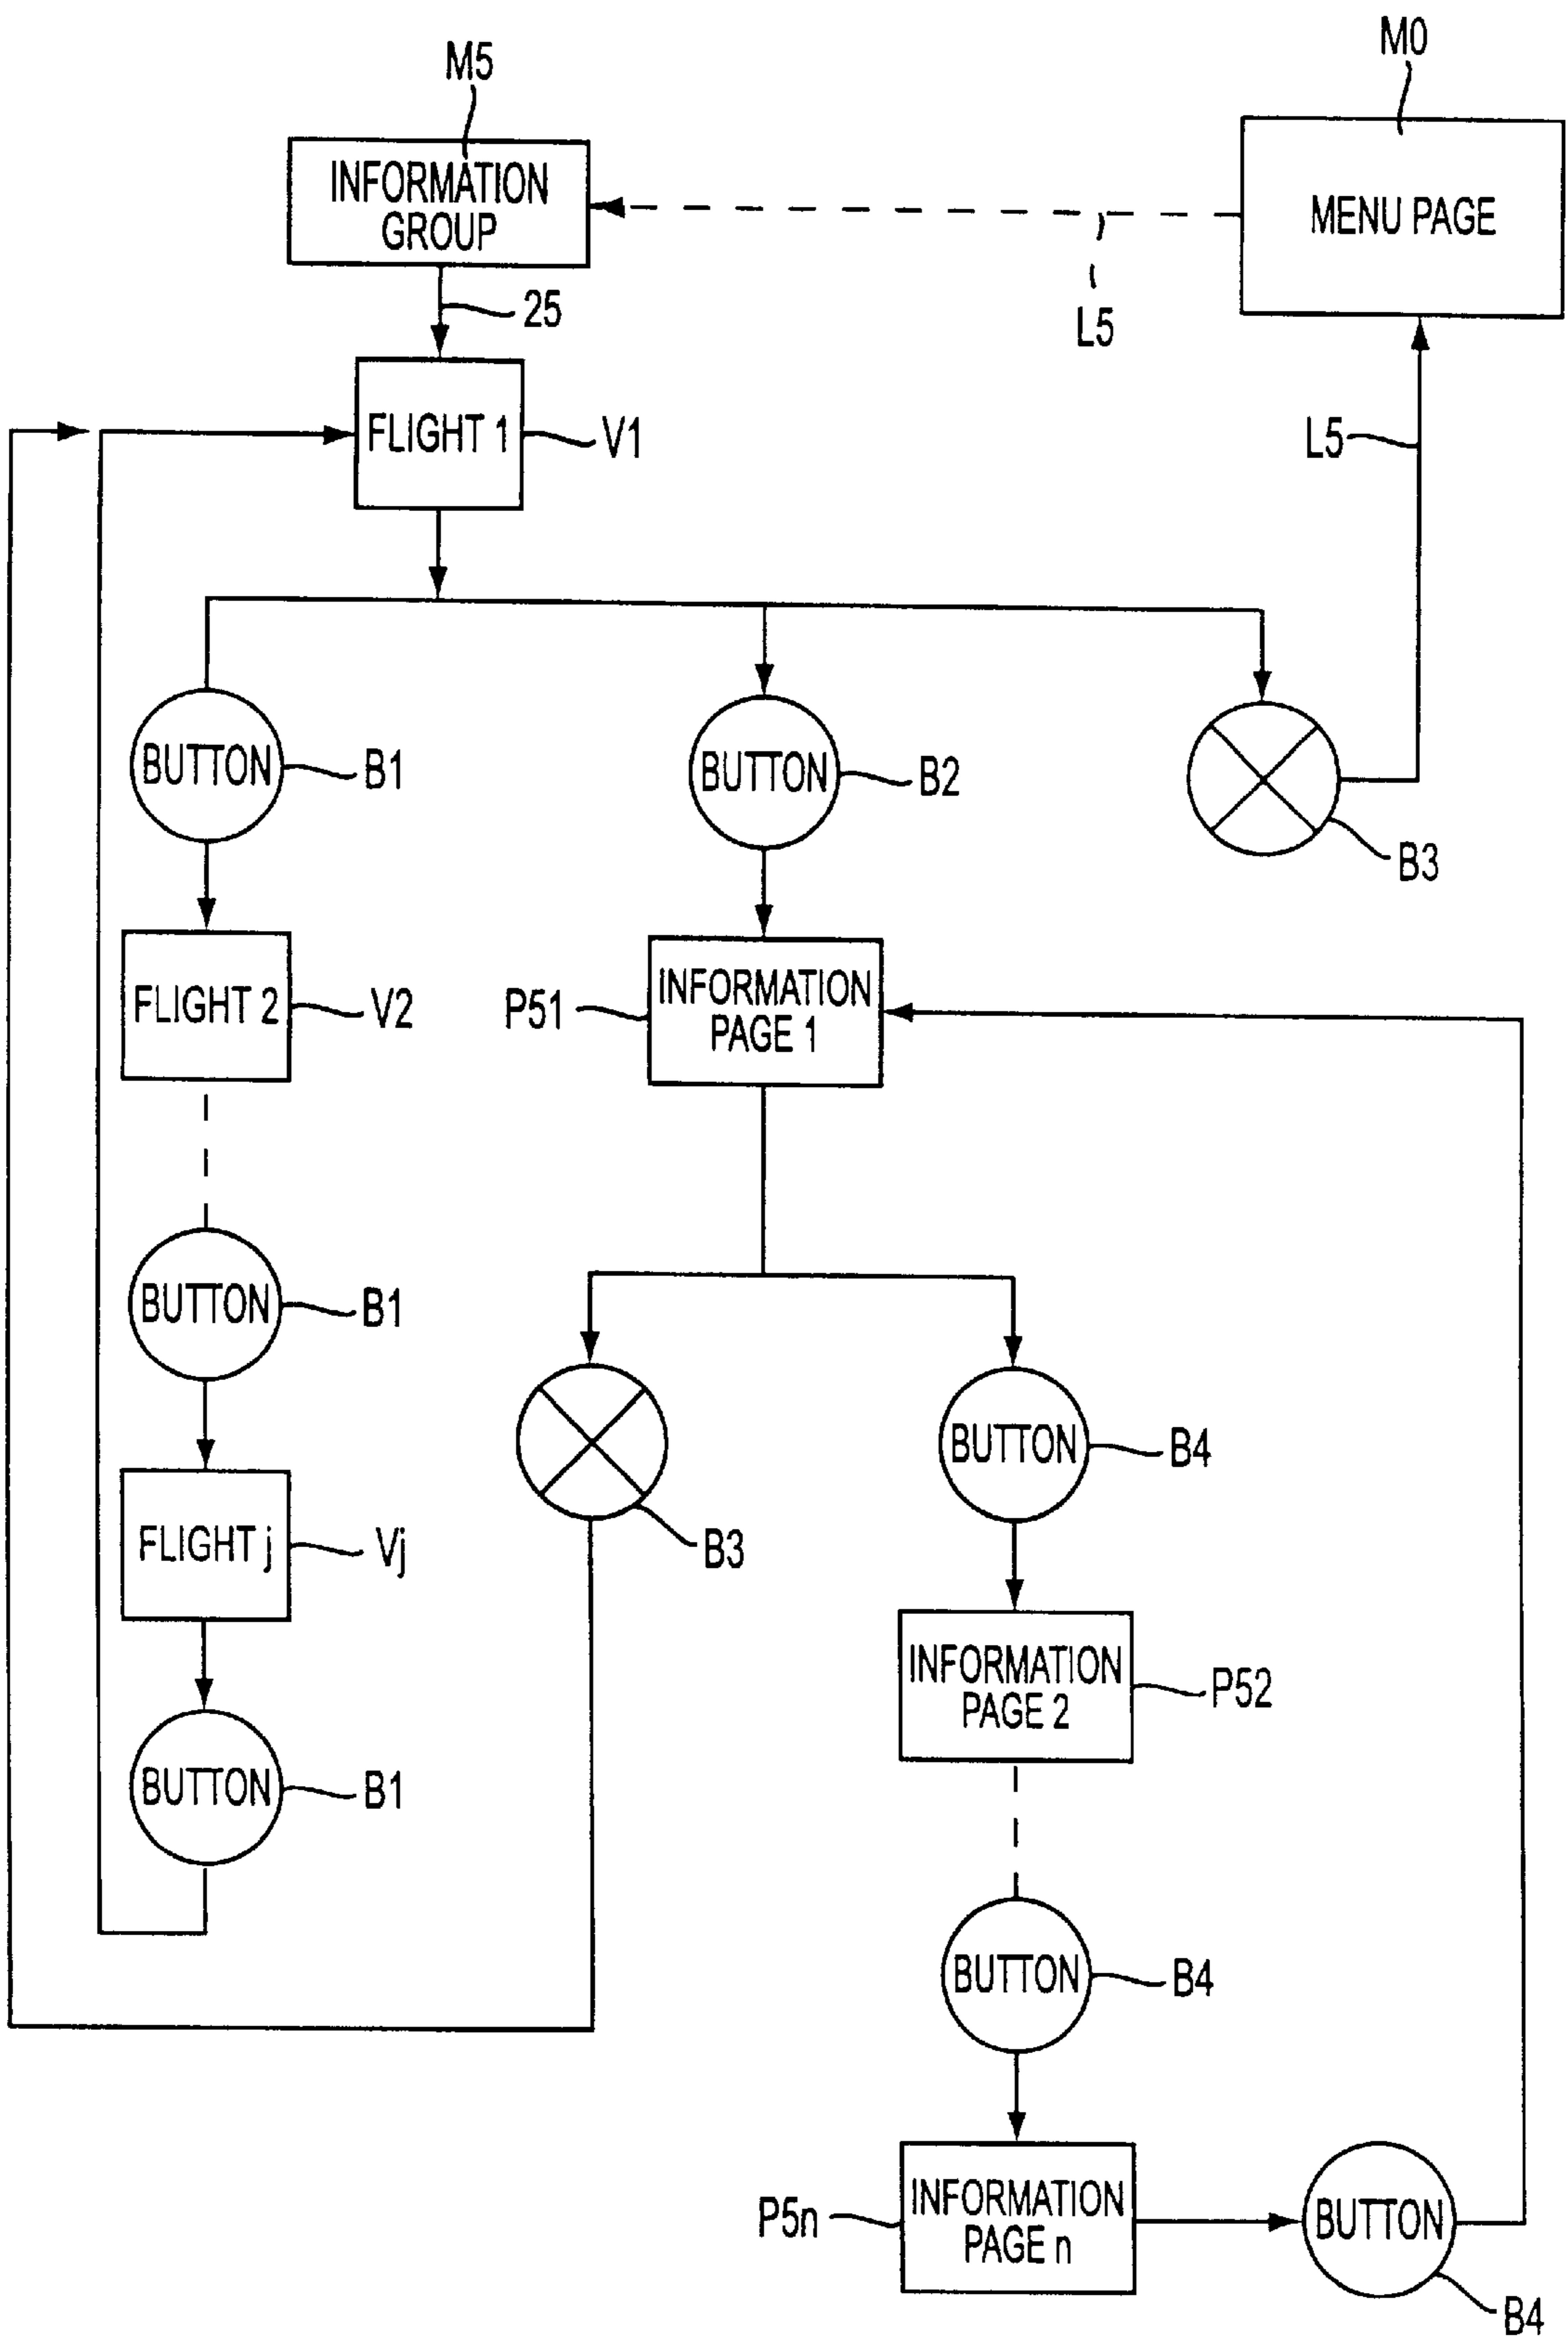 M0
M5
INFORMATION
GROUP
MENU PAGE
25
L5
FLIGHT 1
V1
L5
BUTTON
B1
BUTTON
B2
B3
FLIGHT 2
V2
P51
INFORMATION
PAGE 1
BUTTON
B1
BUTTON
B4
FLIGHT j
Vj
B3
INFORMATION
PAGE 2
P52
BUTTON
B1
BUTTON
B4
P5n
INFORMATION
PAGE n
BUTTON
B4